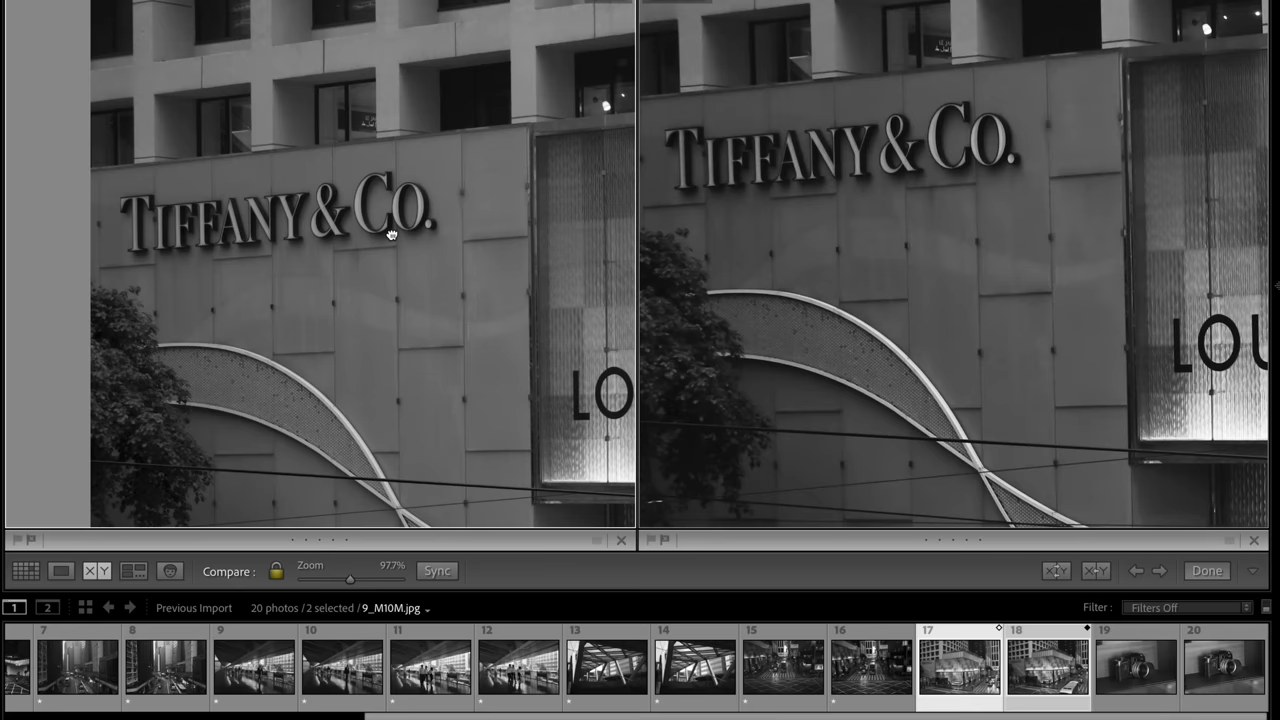 TIFFANY & CO.
TIFFANY & CO.
LO
LOU
Compare :
Zoom
97.7%
Sync
XY
Done
1
2
Previous Import
20 photos / 2 selected / 9_M10M.jpg
Filter :
Filters Off
7
8
9
10
11
12
13
14
15
16
17
18
19
20